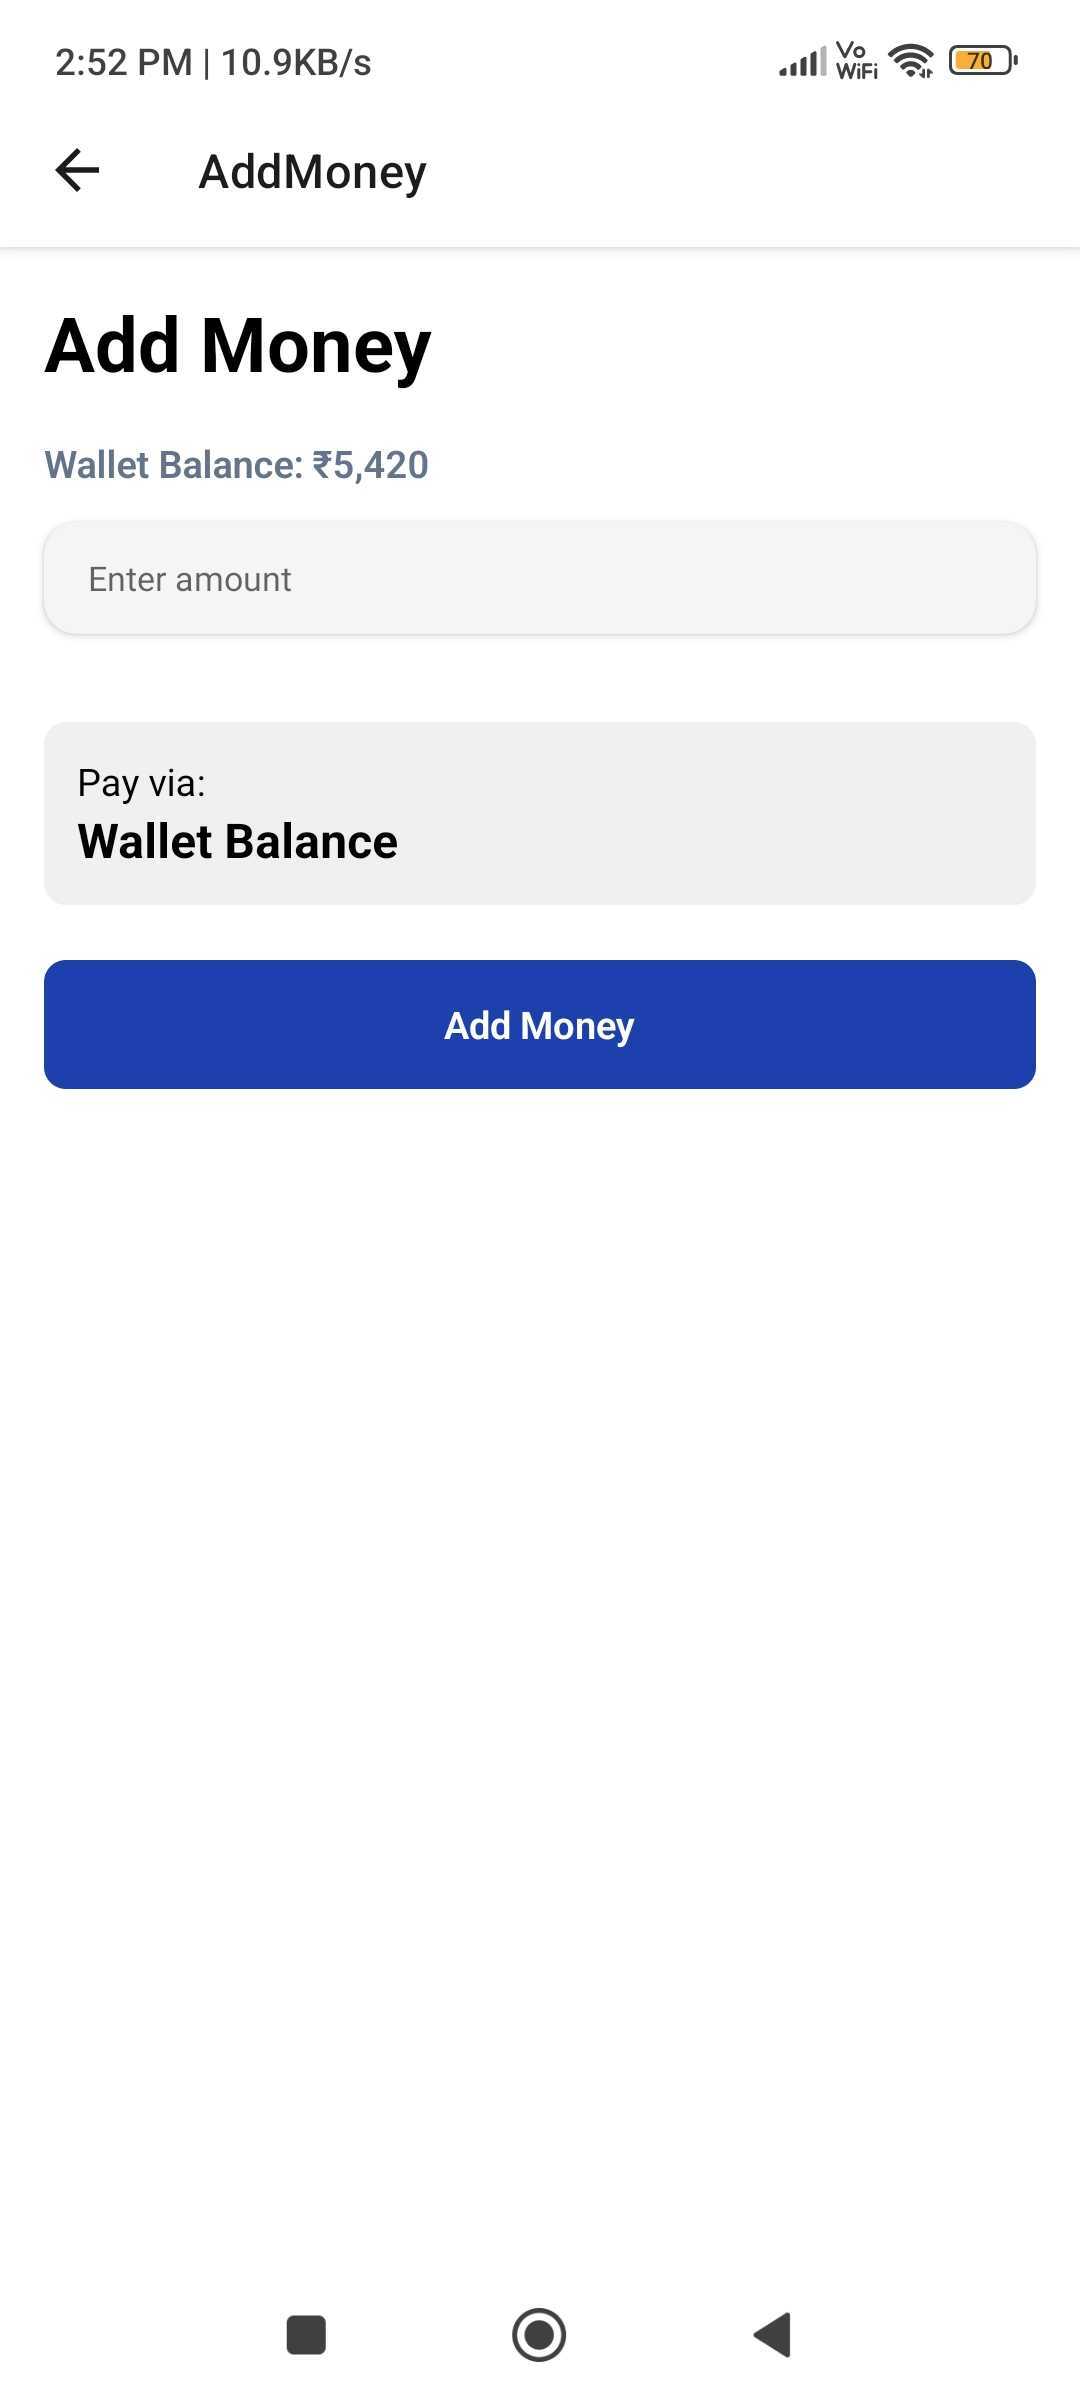 2:52 PM | 10.9KB/s Vo WiFi 70
AddMoney
Add Money
Wallet Balance: ₹5,420
Enter amount
Pay via:
Wallet Balance
Add Money